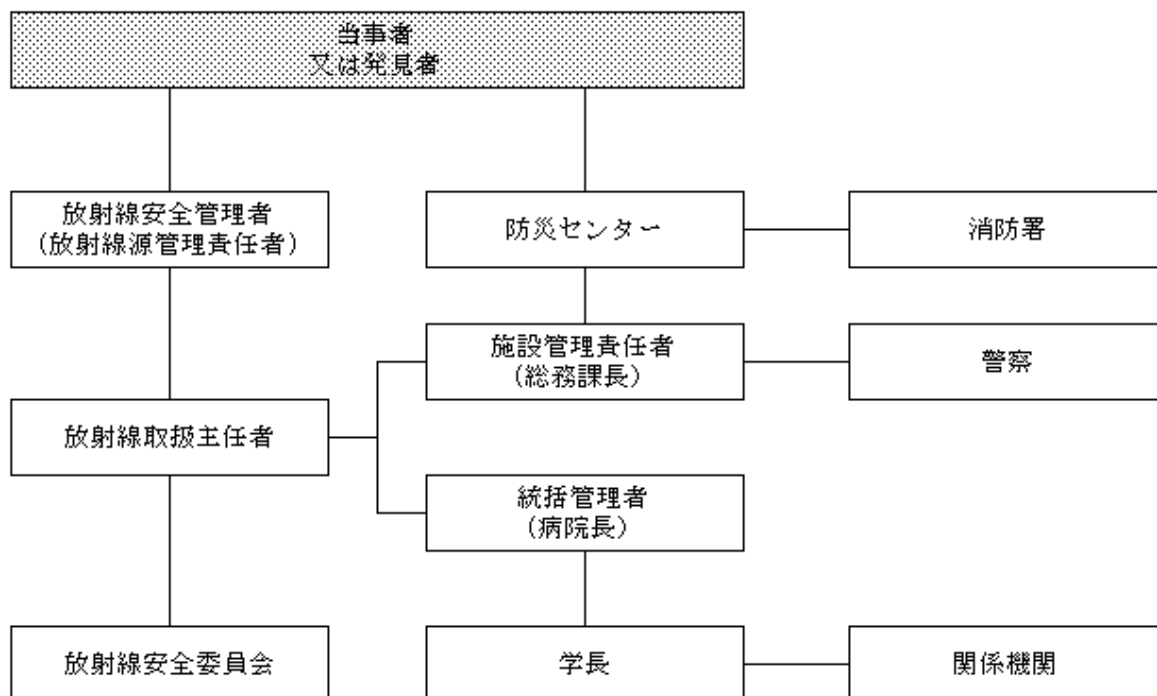 当事者
又は発見者
放射線安全管理者
(放射線源管理責任者)
防災センター
消防署
施設管理責任者
(総務課長)
警察
放射線取扱主任者
統括管理者
(病院長)
放射線安全委員会
学長
関係機関